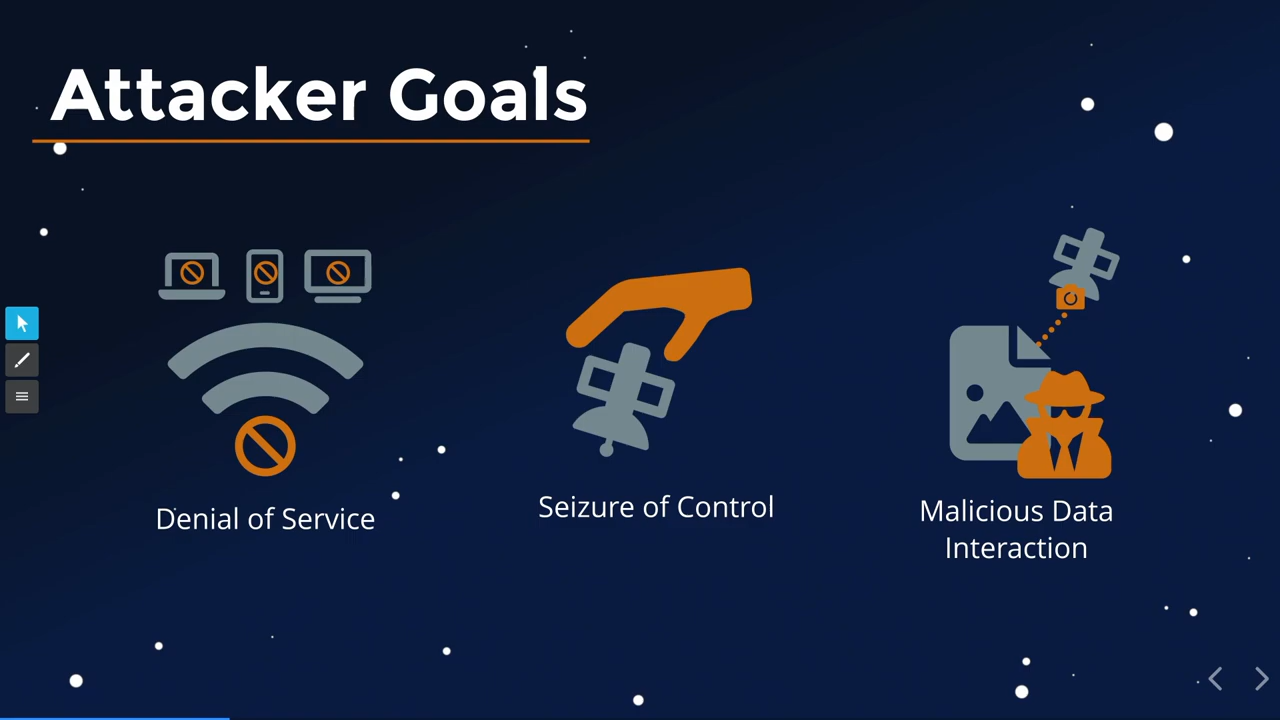 Attacker Goals
Denial of Service
Seizure of Control
Malicious Data
Interaction